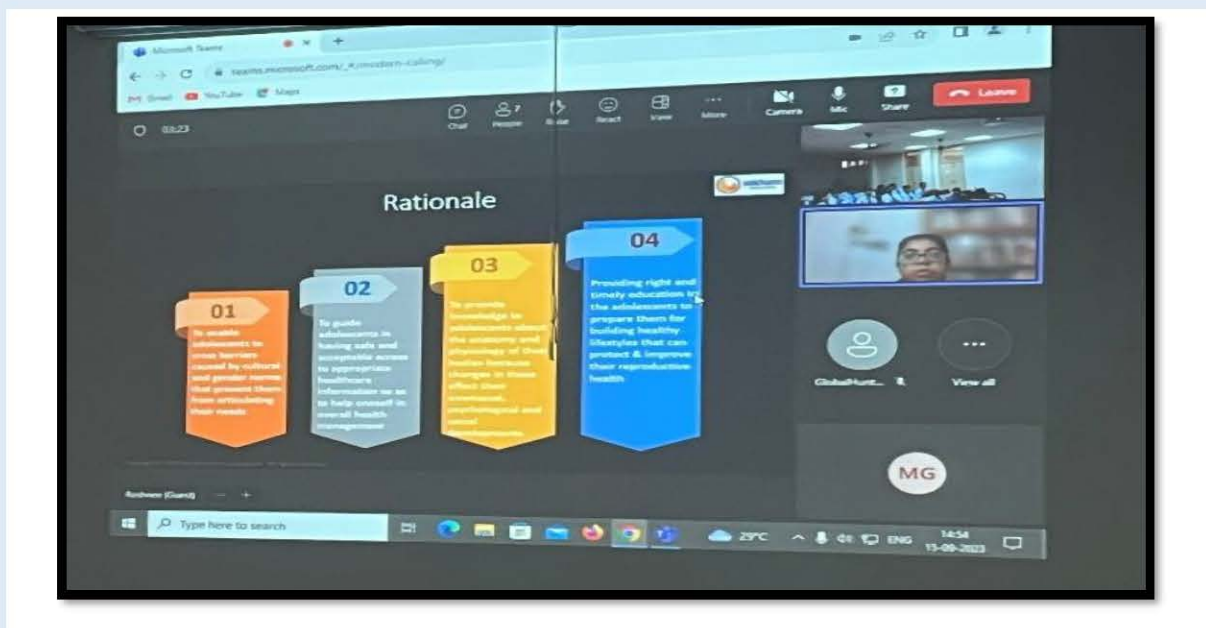 Microsoft Teams
teams.microsoft.com/_#/modern-calling/
Gmail YouTube Maps
03:23
Chat People 7 Raise React View More Camera Mic Share Leave
Rationale
01
To enable
adolescents to
cross barriers
caused by cultural
and gender norms
that prevent them
from articulating
their needs
02
To guide
adolescents in
having safe and
acceptable access
to appropriate
healthcare
information so as
to help oneself in
overall health
management
03
To provide
knowledge to
adolescents about
the anatomy and
physiology of their
bodies because
changes in these
effect their
emotional,
psychological and
social
04
Providing right and
timely education to
the adolescents to
prepare them for
building healthy
lifestyles that can
protect & improve
their reproductive
health
GlobalHunt...
View all
MG
(Guest)
Type here to search
29°C
ENG
14:54
15-09-2023